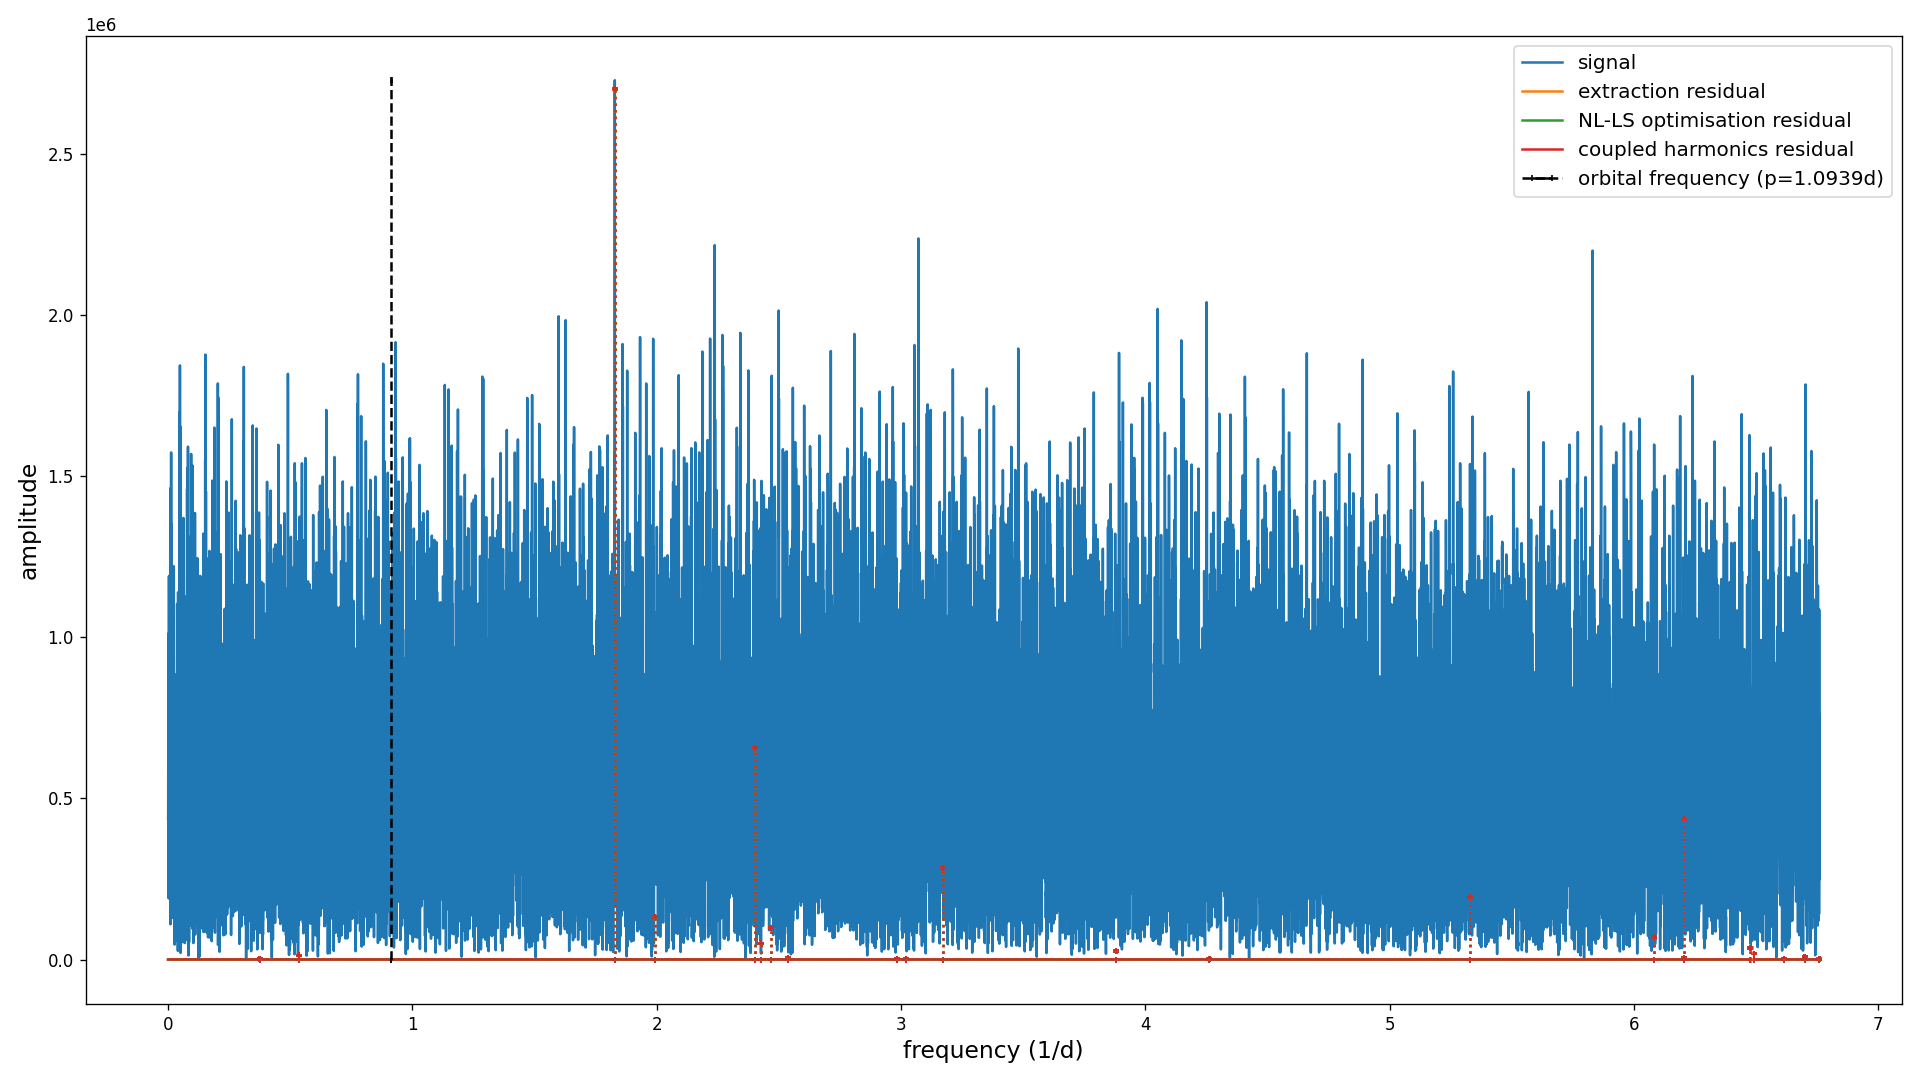 1e6
signal
extraction residual
NL-LS optimisation residual
coupled harmonics residual
orbital frequency (p=1.0939d)
2.5
2.0
1.5
1.0
0.5
0.0
amplitude
0 1 2 3 4 5 6 7
frequency (1/d)